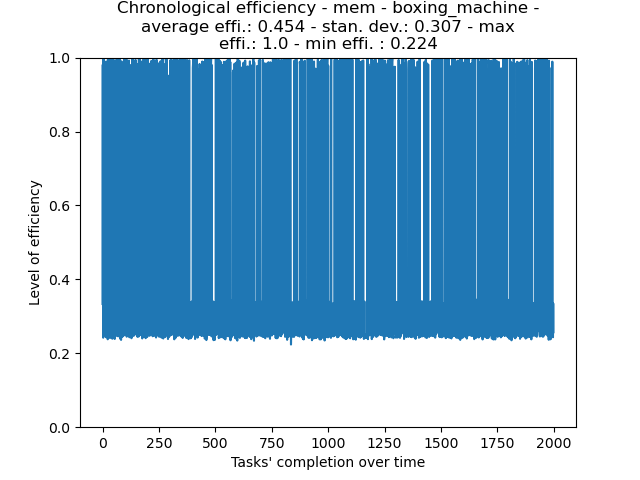 Chronological efficiency - mem - boxing_machine -
average effi.: 0.454 - stan. dev.: 0.307 - max
effi.: 1.0 - min effi. : 0.224
1.0
0.8
0.6
0.4
0.2
0.0
Level of efficiency
0 250 500 750 1000 1250 1500 1750 2000
Tasks' completion over time